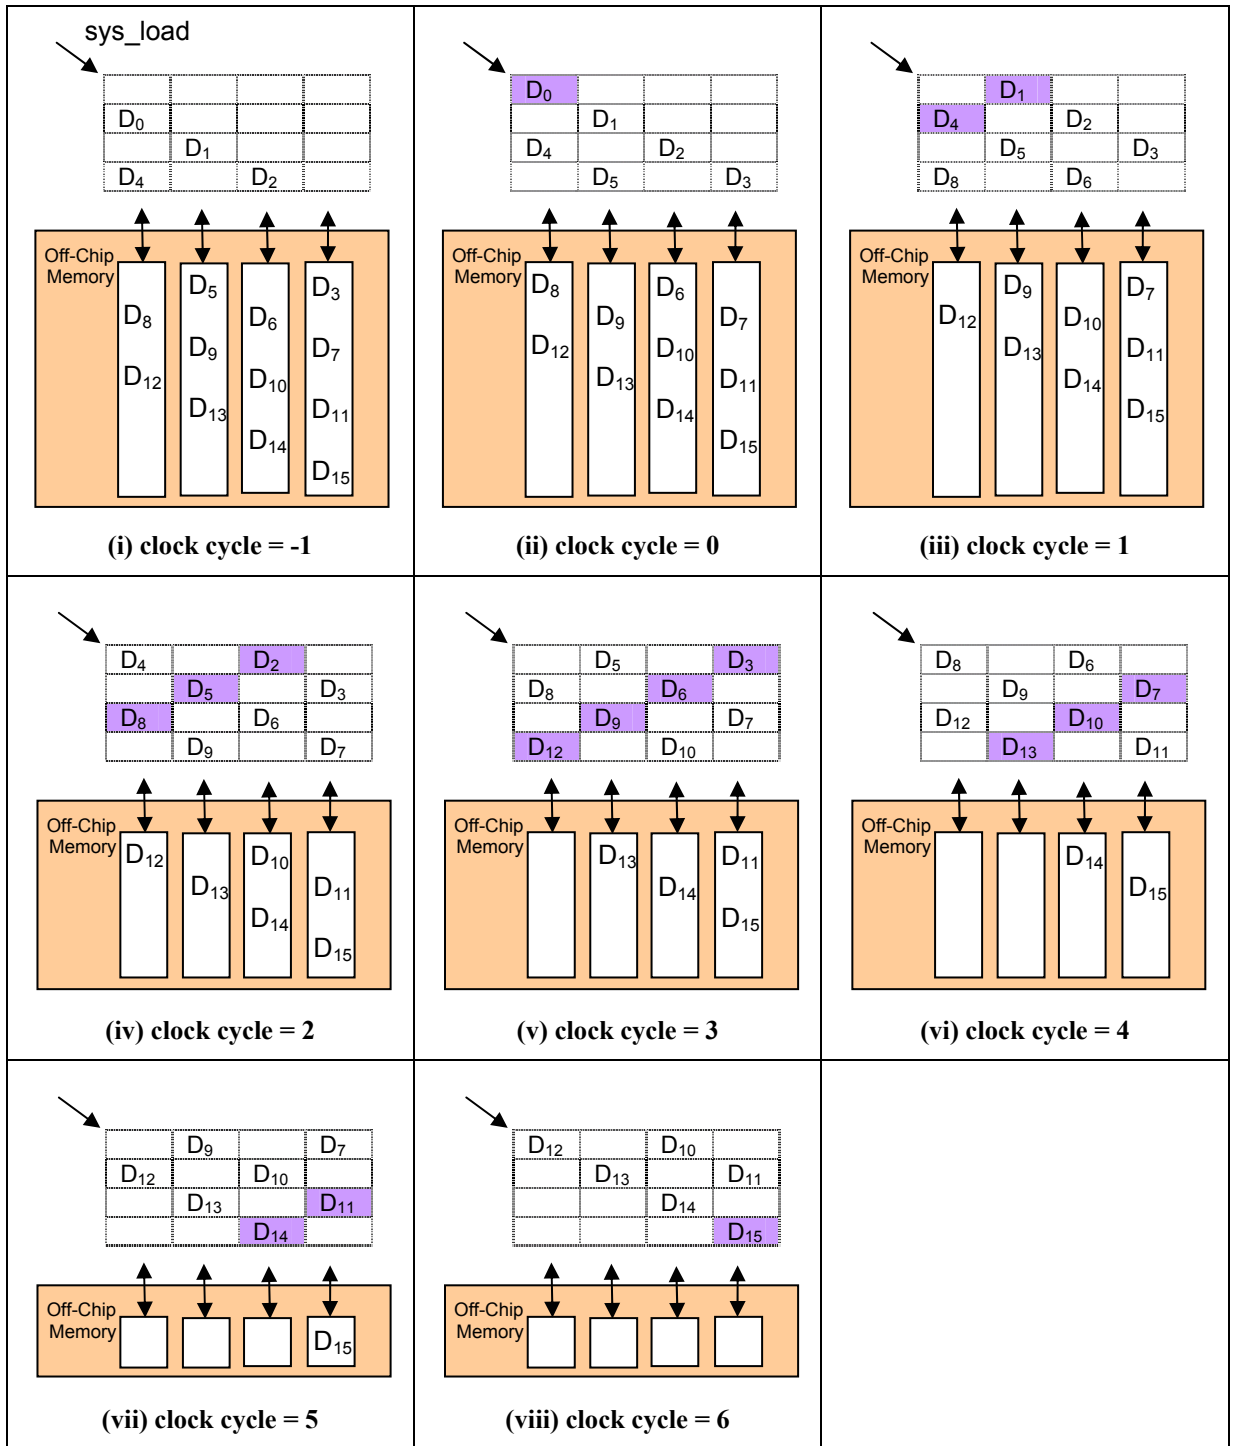 sys_load
D0
D1
D4 D2
Off-Chip
Memory
D5 D3
D8 D6
D9 D7
D12 D10
D13 D11
D14
D15
(i) clock cycle = -1
D0
D1
D4 D2
D5 D3
Off-Chip
Memory
D8 D6
D9 D7
D12 D10
D13 D11
D14
D15
(ii) clock cycle = 0
D1
D4 D2
D5 D3
D8 D6
Off-Chip
Memory
D9 D7
D12 D10
D13 D11
D14
D15
(iii) clock cycle = 1
D4 D2
D5 D3
D8 D6
D9 D7
Off-Chip
Memory
D12 D10
D13 D11
D14
D15
(iv) clock cycle = 2
D5 D3
D8 D6
D9 D7
D12 D10
Off-Chip
Memory
D13 D11
D14
D15
(v) clock cycle = 3
D8 D6
D9 D7
D12 D10
D13 D11
Off-Chip
Memory
D14
D15
(vi) clock cycle = 4
D9 D7
D12 D10
D13 D11
D14
Off-Chip
Memory
D15
(vii) clock cycle = 5
D12 D10
D13 D11
D14
D15
Off-Chip
Memory
(viii) clock cycle = 6